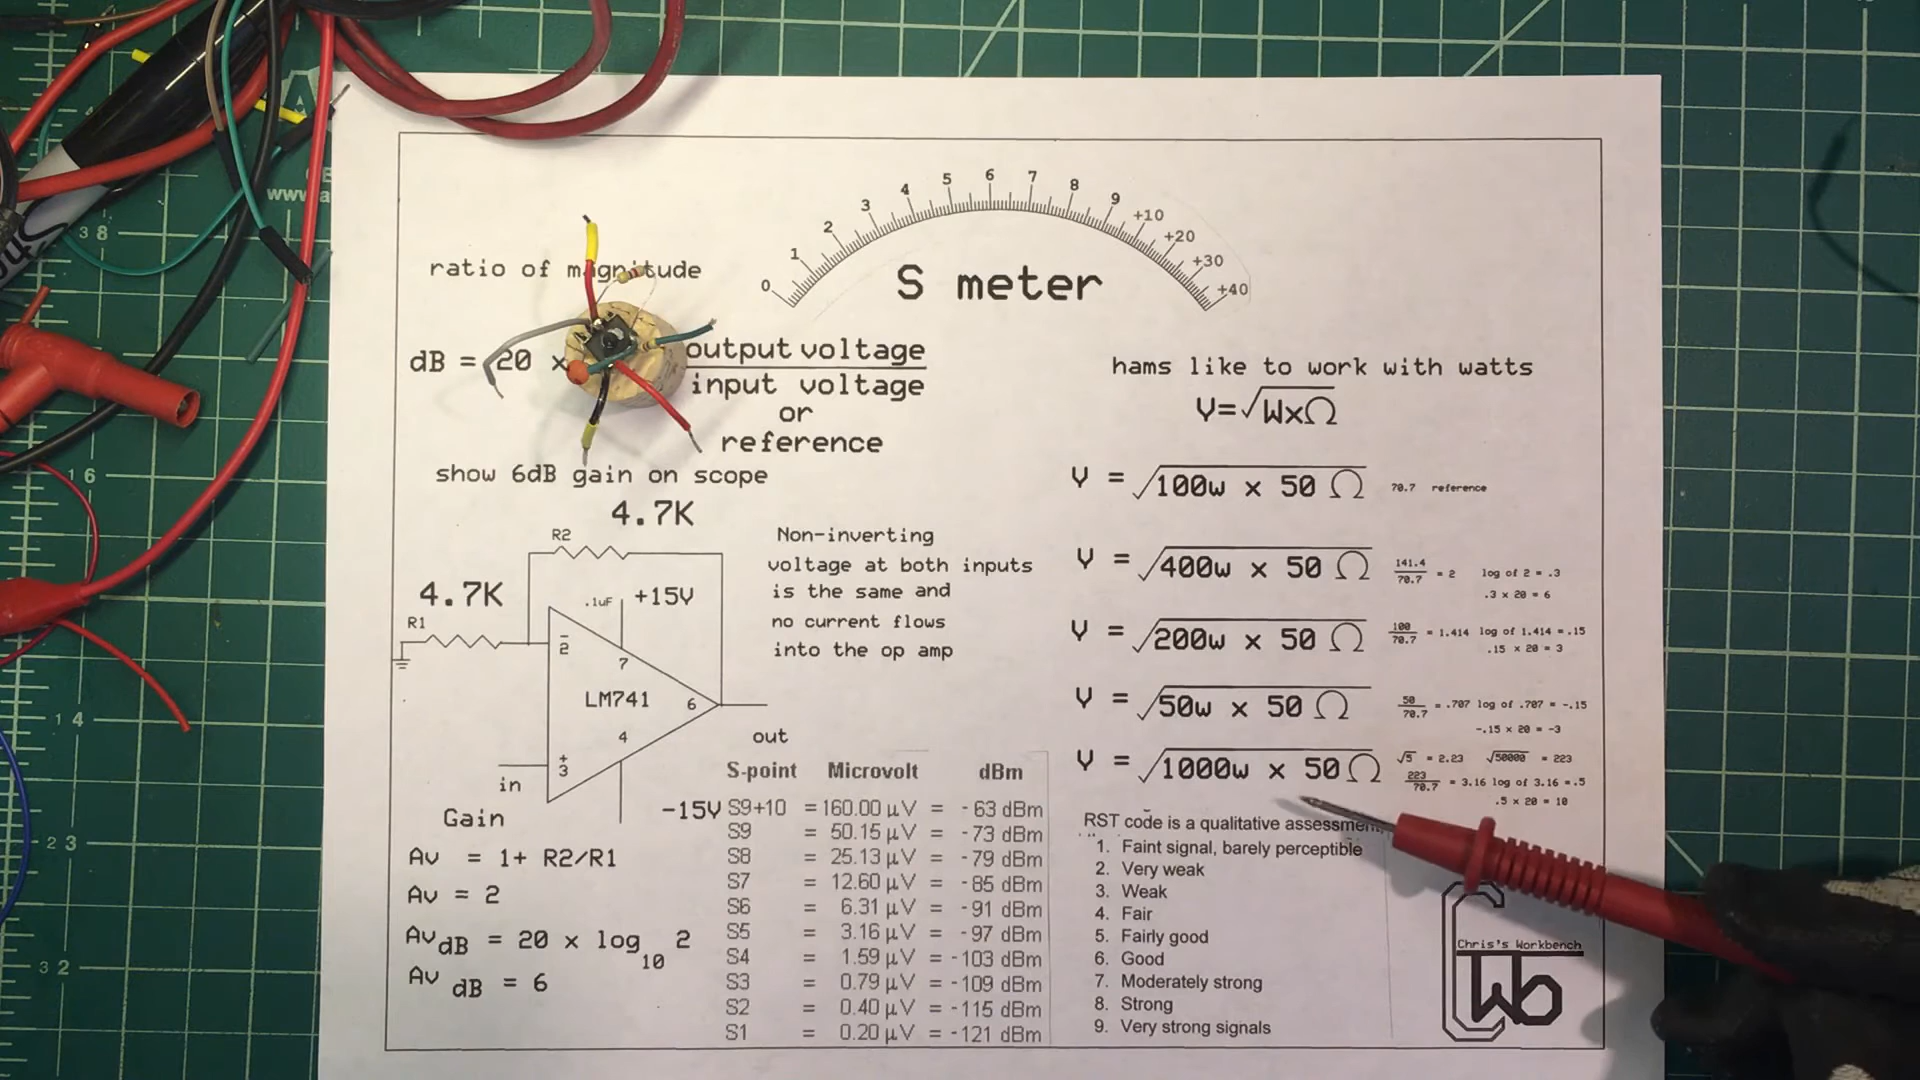 0 1 2 3 4 5 6 7 8 9 +10 +20 +30 +40
S meter
ratio of magnitude
dB = 20 x
output voltage
input voltage
or
reference
show 6dB gain on scope
4.7K
R2
4.7K
R1
.1uF
+15V
2
7
LM741
6
4
+
3
in
out
-15V
Non-inverting
voltage at both inputs
is the same and
no current flows
into the op amp
Gain
Av = 1+ R2/R1
Av = 2
Av dB = 20 x log 10 2
Av dB = 6
S-point Microvolt dBm
S9+10 = 160.00 µV = -63 dBm
S9 = 50.15 µV = -73 dBm
S8 = 25.13 µV = -79 dBm
S7 = 12.60 µV = -85 dBm
S6 = 6.31 µV = -91 dBm
S5 = 3.16 µV = -97 dBm
S4 = 1.59 µV = -103 dBm
S3 = 0.79 µV = -109 dBm
S2 = 0.40 µV = -115 dBm
S1 = 0.20 µV = -121 dBm
hams like to work with watts
V=√WxΩ
V = √100w x 50 Ω 70.7 reference
V = √400w x 50 Ω 141.4/70.7 = 2 log of 2 = .3
.3 x 20 = 6
V = √200w x 50 Ω 100/70.7 = 1.414 log of 1.414 =.15
.15 x 20 = 3
V = √50w x 50 Ω 50/70.7 = .707 log of .707 = -.15
-.15 x 20 = -3
V = √1000w x 50Ω √5 = 2.23 √50000 = 223
223/70.7 = 3.16 log of 3.16 =.5
.5 x 20 = 10
RST code is a qualitative assessment
1. Faint signal, barely perceptible
2. Very weak
3. Weak
4. Fair
5. Fairly good
6. Good
7. Moderately strong
8. Strong
9. Very strong signals
Chris's Workbench
Wb
38
16
14
23
32
www.a